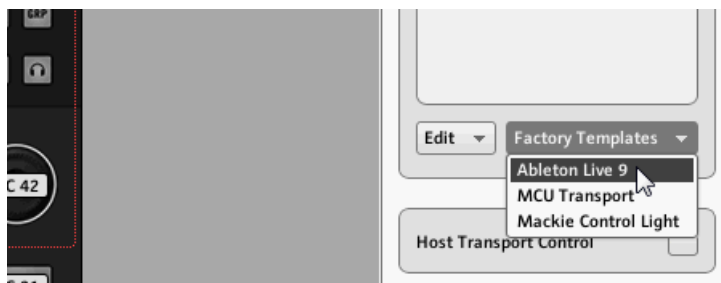 GRP
Edit
Factory Templates
Ableton Live 9
C 42
MCU Transport
Mackie Control Light
Host Transport Control